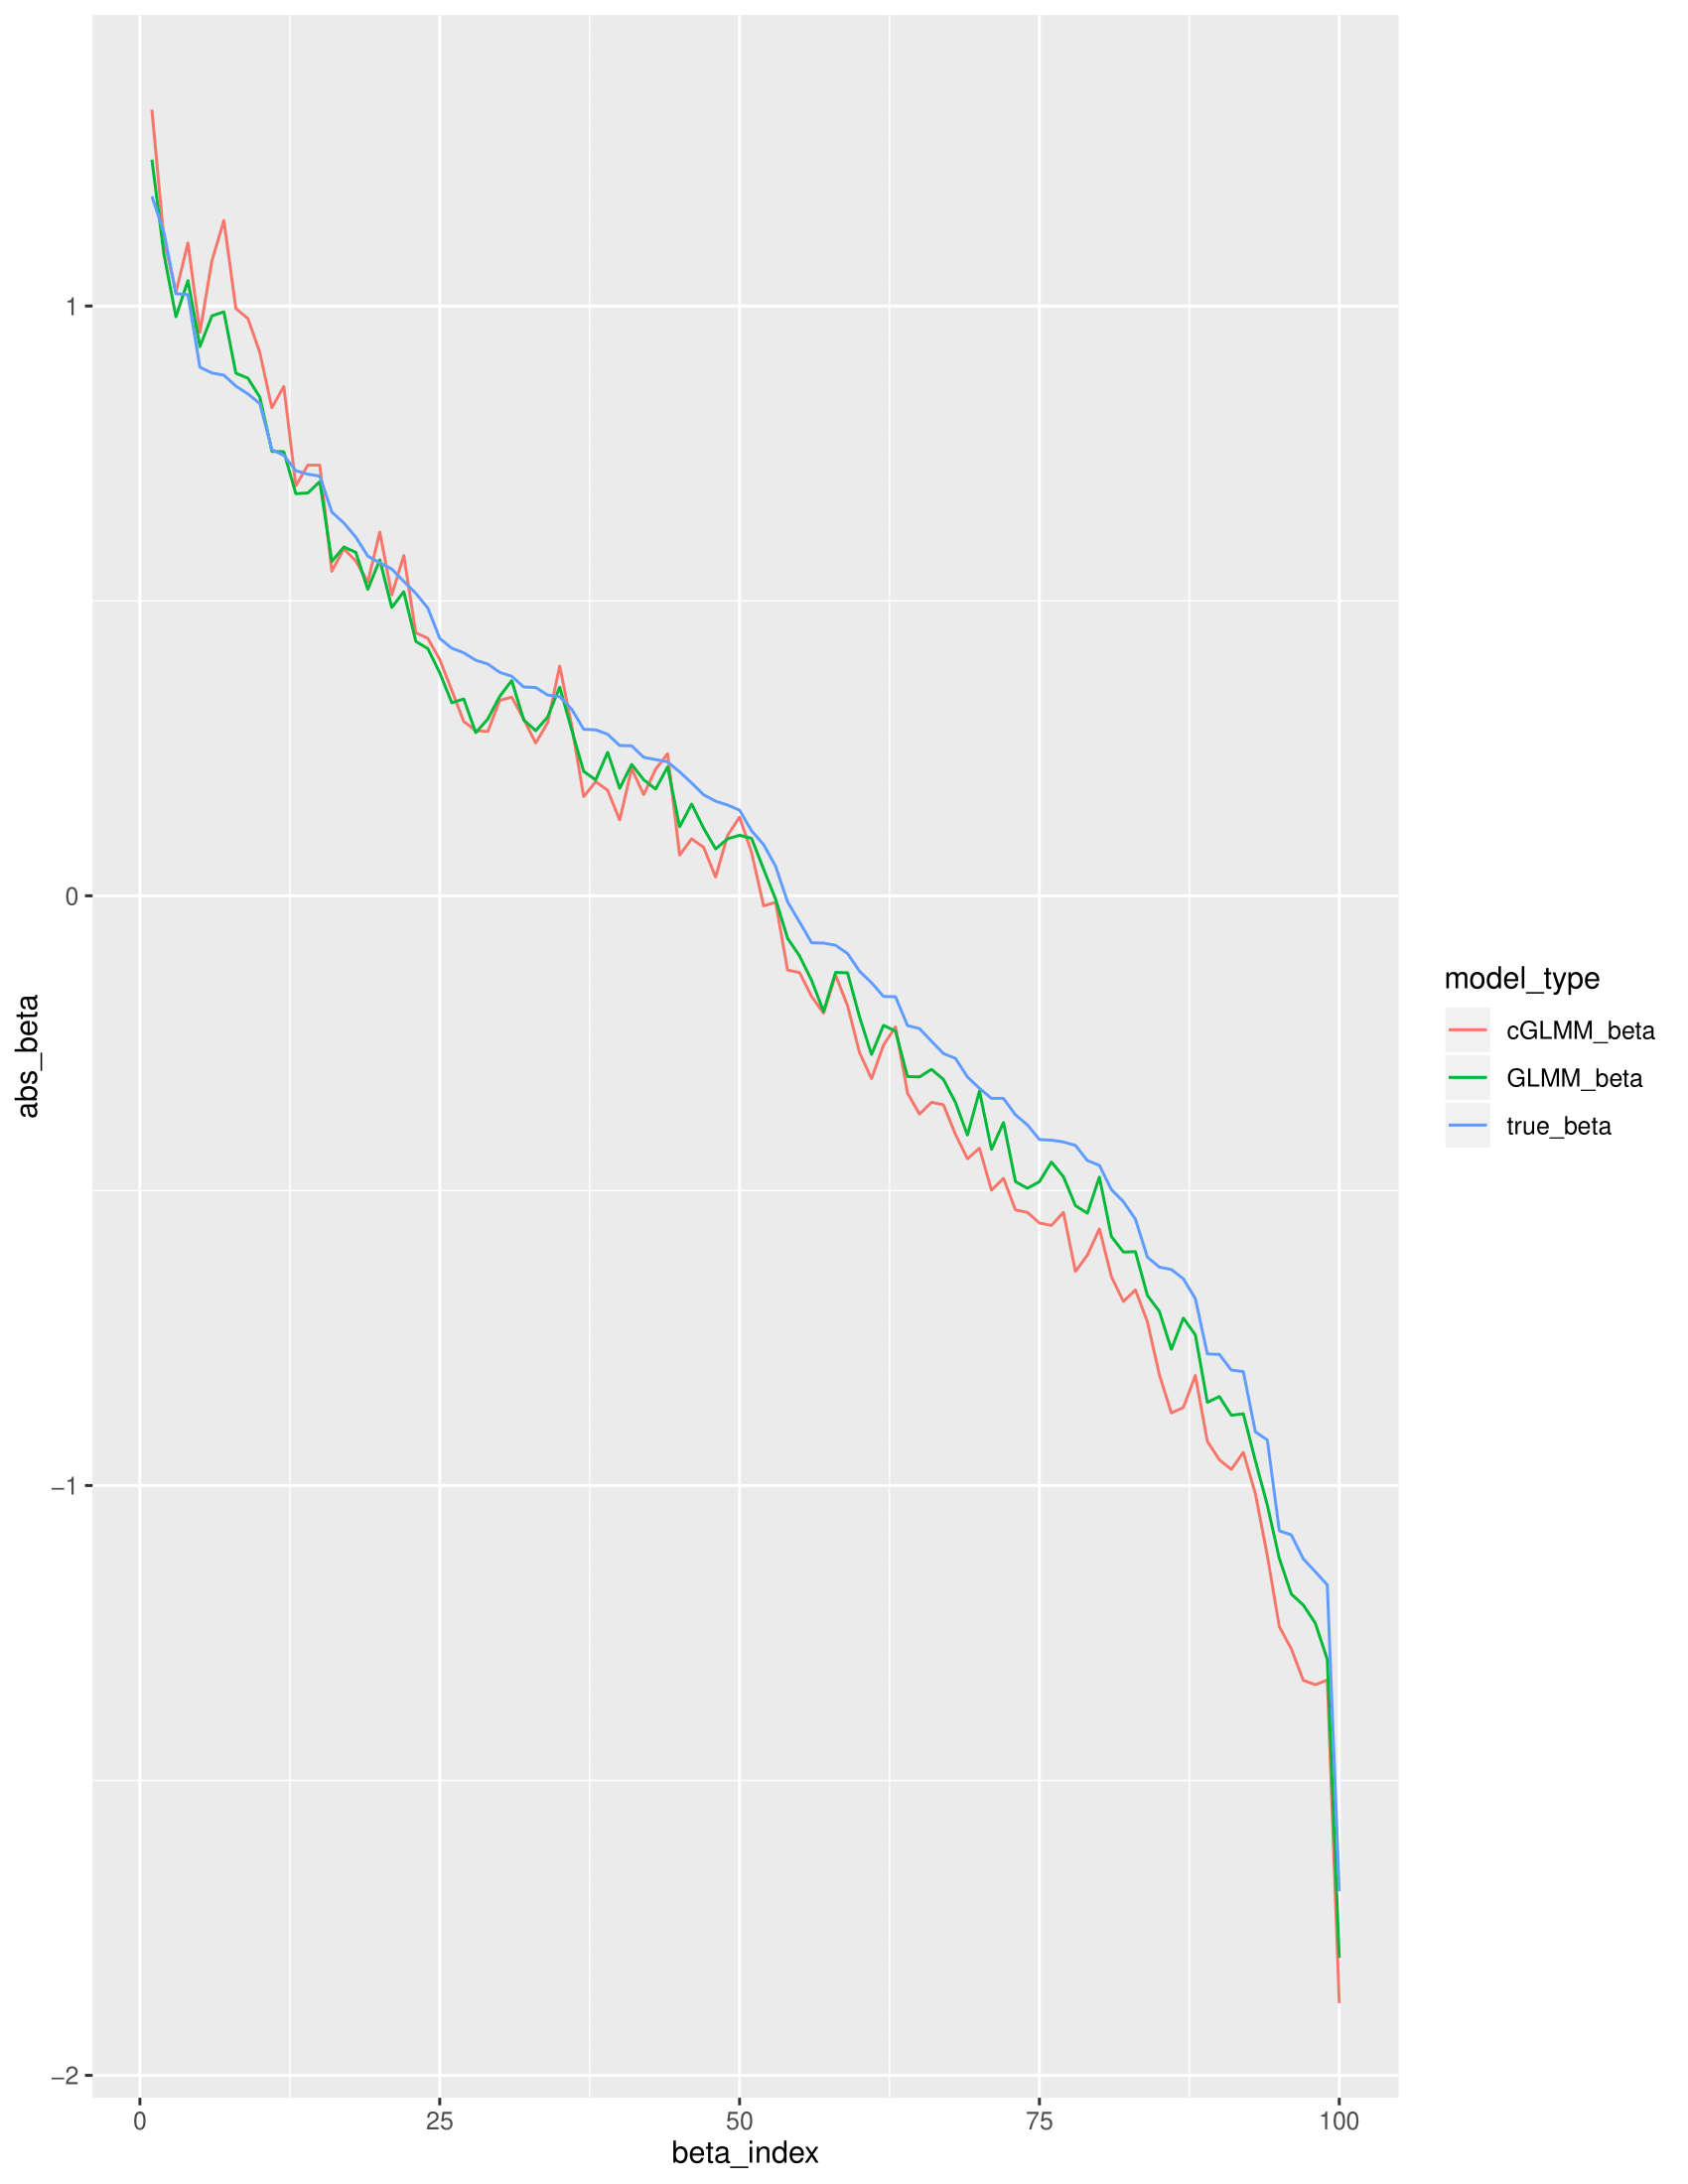 abs_beta
1
0
−1
−2
0 25 50 75 100
beta_index
model_type
cGLMM_beta
GLMM_beta
true_beta